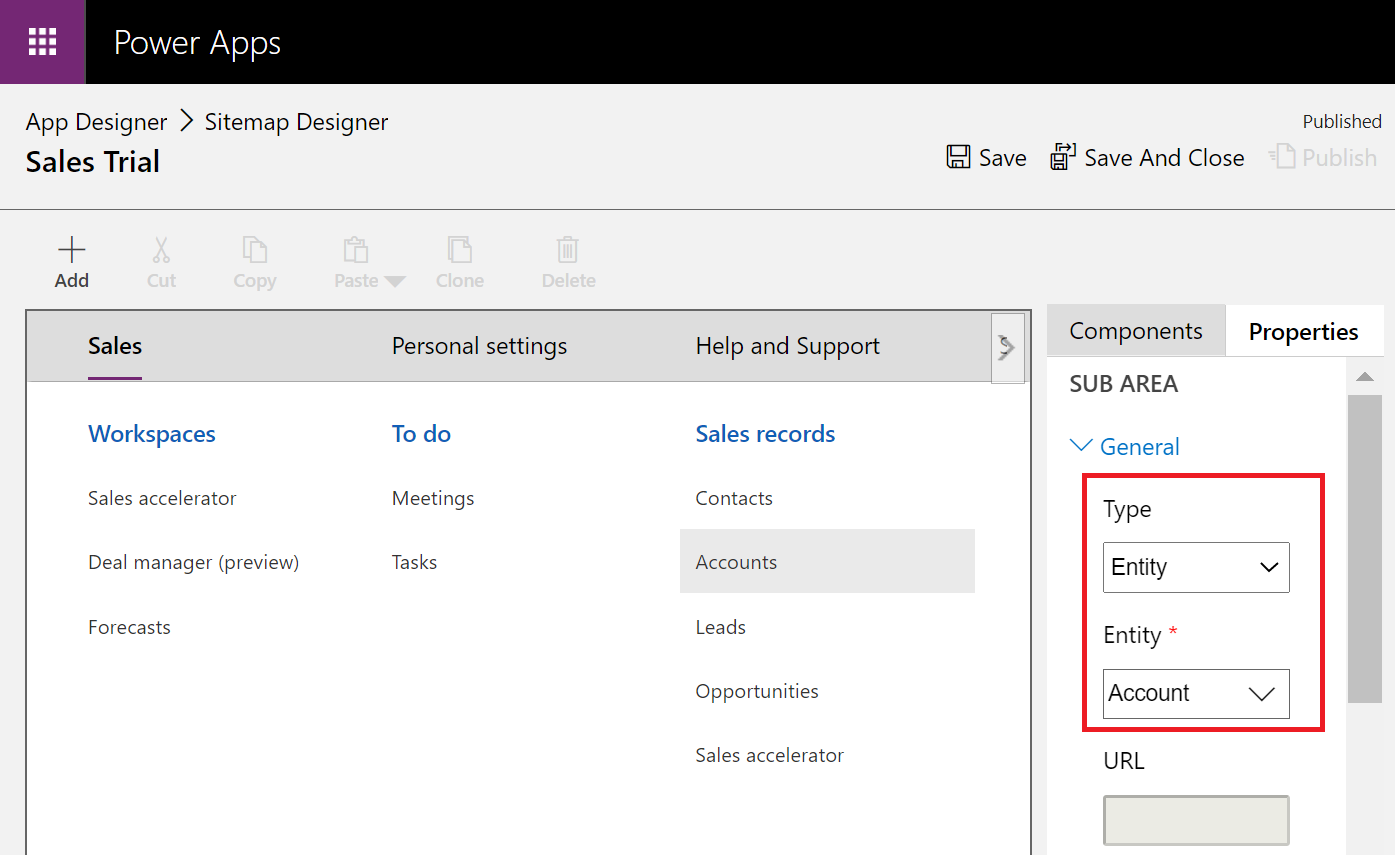 Power Apps
App Designer > Sitemap Designer
Published
Sales Trial
Save
Save And Close
Publish
Add
Cut
Copy
Paste
Clone
Delete
Sales
Personal settings
Help and Support
S
Components
Properties
SUB AREA
Workspaces
To do
Sales records
General
Sales accelerator
Meetings
Contacts
Type
Deal manager (preview)
Tasks
Accounts
Entity
Forecasts
Leads
Entity *
Opportunities
Account
Sales accelerator
URL